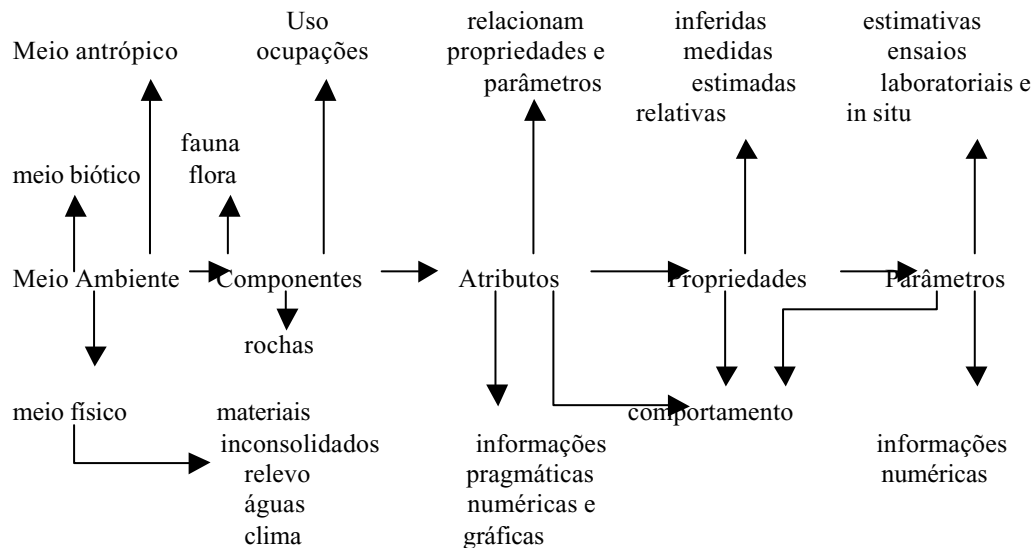 Uso
ocupações
relacionam
propriedades e
parâmetros
inferidas
medidas
estimadas
relativas
estimativas
ensaios
laboratoriais e
in situ
Meio antrópico
fauna
flora
meio biótico
Meio Ambiente
Componentes
Atributos
Propriedades
Parâmetros
rochas
meio físico
materiais
inconsolidados
relevo
águas
clima
informações
pragmáticas
numéricas e
gráficas
comportamento
informações
numéricas